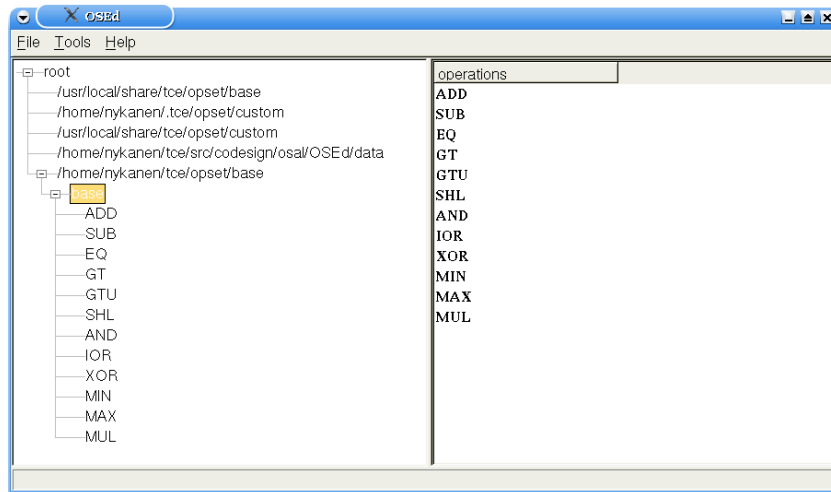 OSEd
File Tools Help
root
/usr/local/share/tce/opset/base
/home/nykanen/.tce/opset/custom
/usr/local/share/tce/opset/custom
/home/nykanen/tce/src/codesign/osal/OSEd/data
/home/nykanen/tce/opset/base
base
ADD
SUB
EQ
GT
GTU
SHL
AND
IOR
XOR
MIN
MAX
MUL
operations
ADD
SUB
EQ
GT
GTU
SHL
AND
IOR
XOR
MIN
MAX
MUL